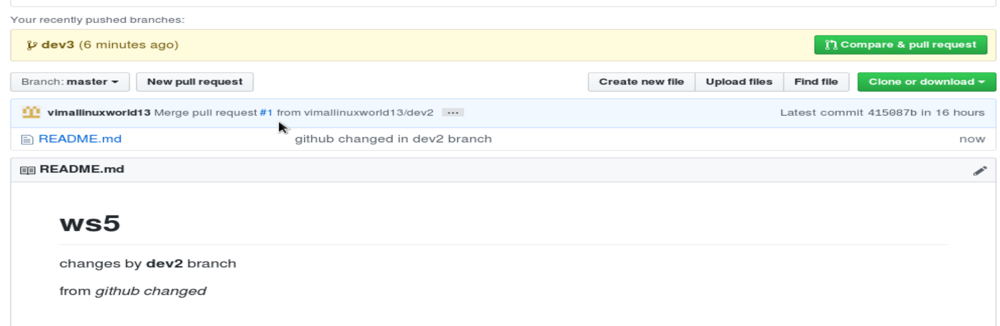 Your recently pushed branches:
dev3 (6 minutes ago) Compare & pull request
Branch: master New pull request Create new file Upload files Find file Clone or download
vimallinuxworld13 Merge pull request #1 from vimallinuxworld13/dev2 ... Latest commit 415087b in 16 hours
README.md github changed in dev2 branch now
README.md
ws5
changes by dev2 branch
from github changed